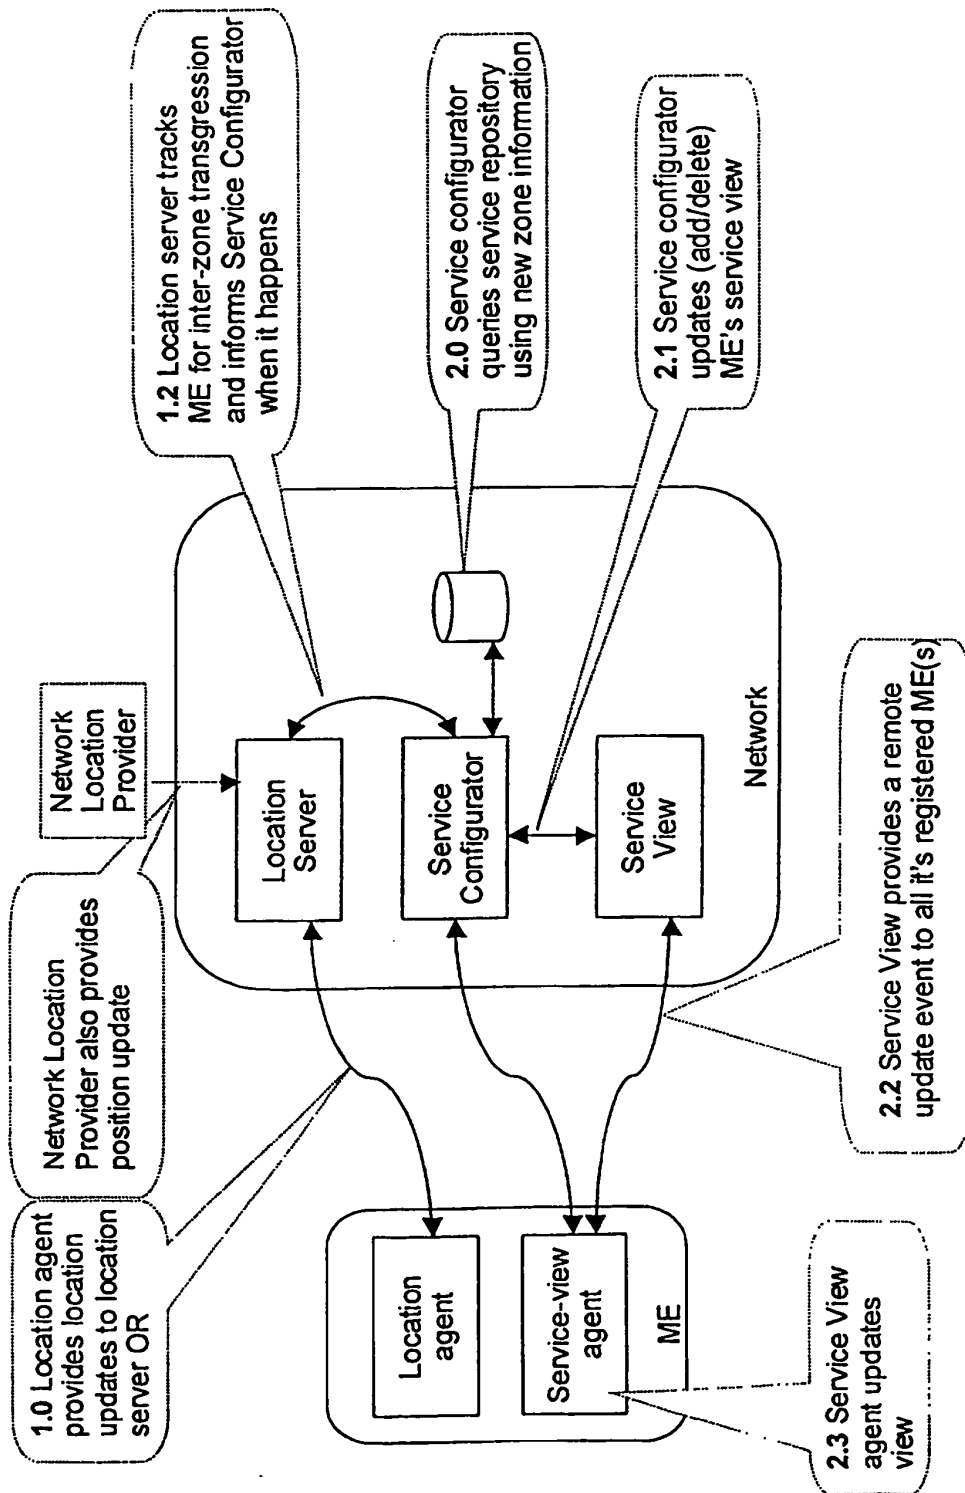 1.0 Location agent
provides location
updates to location
server OR
Network Location
Provider also provides
position update
Network
Location
Provider
1.2 Location server tracks
ME for inter-zone transgression
and informs Service Configurator
when it happens
Location
Server
Service
Configurator
Service
View
Network
2.0 Service configurator
queries service repository
using new zone information
2.1 Service configurator
updates (add/delete)
ME's service view
Location
agent
Service-view
agent
ME
2.2 Service View provides a remote
update event to all it's registered ME(s)
2.3 Service View
agent updates
view